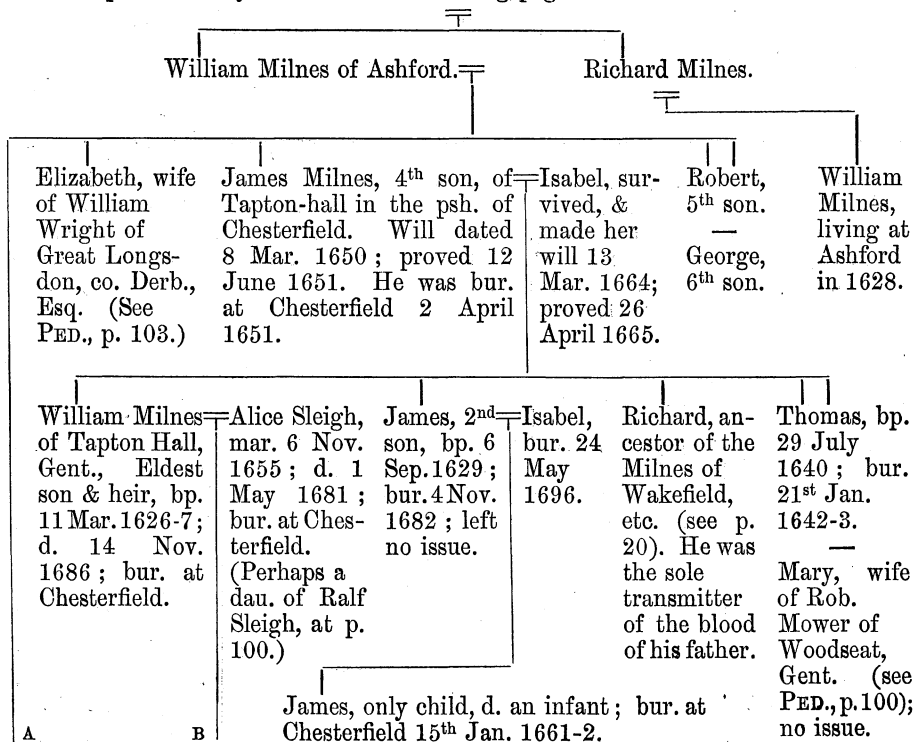 William Milnes of Ashford.
Richard Milnes.
Elizabeth, wife
of William
Wright of
Great Longs-
don, co. Derb.,
Esq. (See
PED., p. 103.)
James Milnes, 4th son, of
Tapton-hall in the psh. of
Chesterfield. Will dated
8 Mar. 1650 ; proved 12
June 1651. He was bur.
at Chesterfield 2 April
1651.
Isabel, sur-
vived, &
made her
will 13
Mar. 1664;
proved 26
April 1665.
Robert,
5th son.
—
George,
6th son.
William
Milnes,
living at
Ashford
in 1628.
William Milnes
of Tapton Hall,
Gent., Eldest
son & heir, bp.
11 Mar. 1626-7;
d. 14 Nov.
1686 ; bur. at
Chesterfield.
Alice Sleigh,
mar. 6 Nov.
1655 ; d. 1
May 1681 ;
bur. at Ches-
terfield.
(Perhaps a
dau. of Ralf
Sleigh, at p.
100.)
James, 2nd
son, bp. 6
Sep. 1629 ;
bur. 4 Nov.
1682 ; left
no issue.
Isabel,
bur. 24
May
1696.
Richard, an-
cestor of the
Milnes of
Wakefield,
etc. (see p.
20). He was
the sole
transmitter
of the blood
of his father.
Thomas, bp.
29 July
1640 ; bur.
21st Jan.
1642-3.
—
Mary, wife
of Rob.
Mower of
Woodseat,
Gent. (see
PED., p. 100);
no issue.
James, only child, d. an infant ; bur. at
Chesterfield 15th Jan. 1661-2.
A B